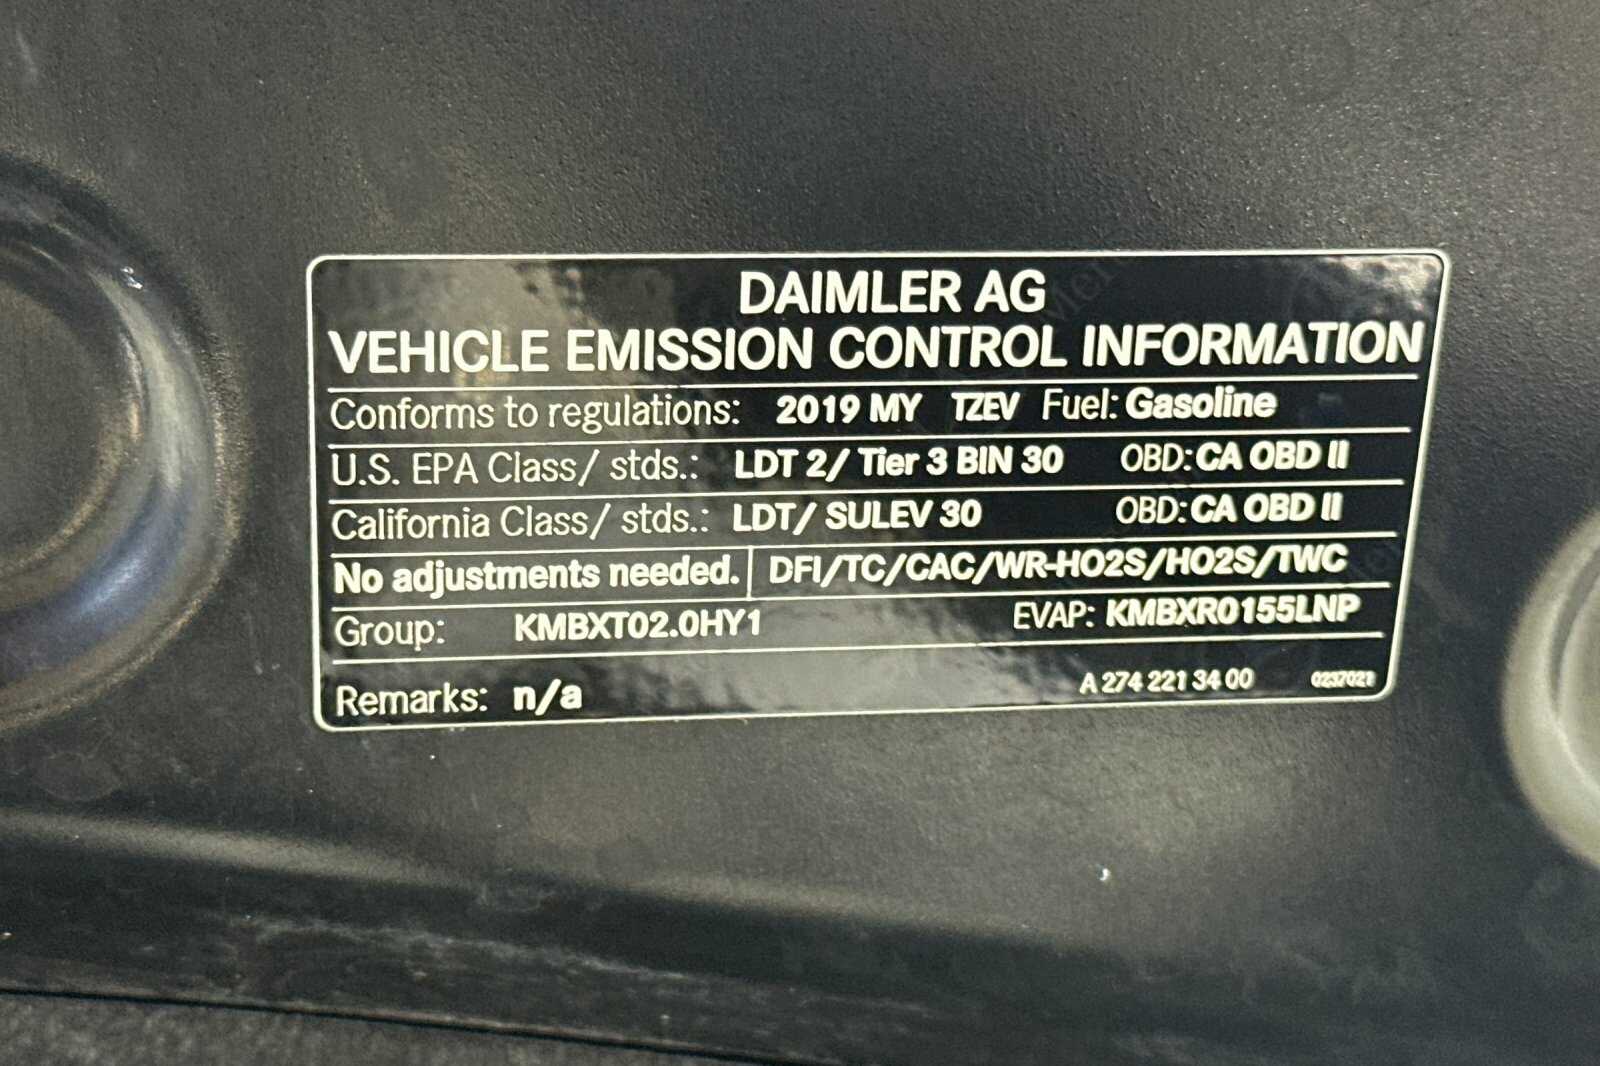 DAIMLER AG
VEHICLE EMISSION CONTROL INFORMATION
Conforms to regulations: 2019 MY TZEV Fuel: Gasoline
U.S. EPA Class/ stds.: LDT 2/ Tier 3 BIN 30 OBD: CA OBD II
California Class/ stds.: LDT/ SULEV 30 OBD: CA OBD II
No adjustments needed. DFI/TC/CAC/WR-HO2S/HO2S/TWC
Group: KMBXT02.0HY1 EVAP: KMBXR0155LNP
Remarks: n/a A 274 221 34 00 0237021